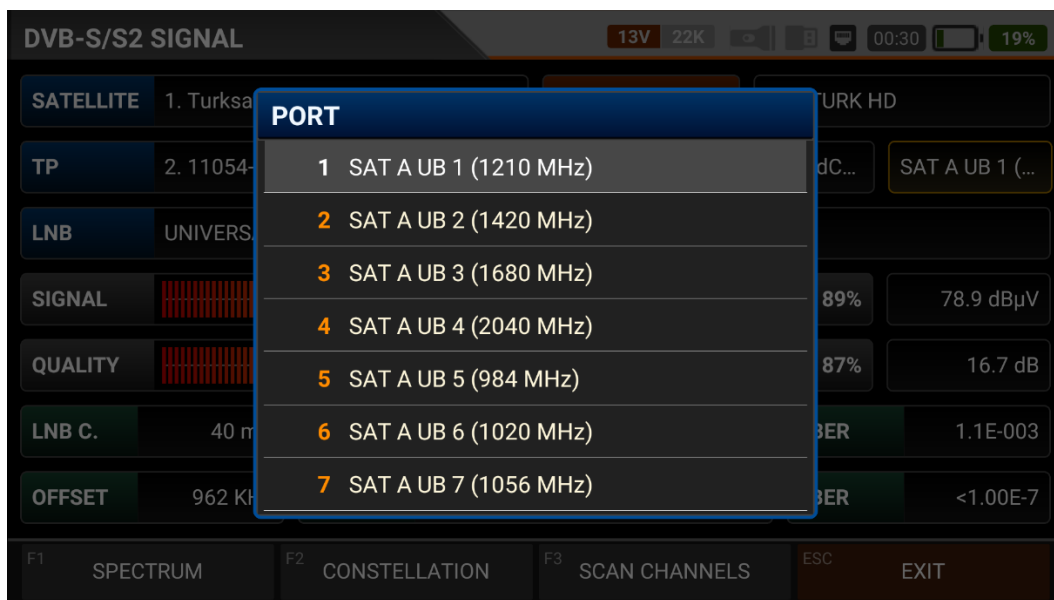 DVB-S/S2 SIGNAL 13V 22K 00:30 19%
SATELLITE 1. Turksa TURK HD
PORT
TP 2. 11054- dC... SAT A UB 1 (...
1 SAT A UB 1 (1210 MHz)
LNB UNIVERSA
2 SAT A UB 2 (1420 MHz)
3 SAT A UB 3 (1680 MHz)
SIGNAL 89% 78.9 dBµV
4 SAT A UB 4 (2040 MHz)
QUALITY 87% 16.7 dB
5 SAT A UB 5 (984 MHz)
LNB C. 40 m BER 1.1E-003
6 SAT A UB 6 (1020 MHz)
7 SAT A UB 7 (1056 MHz)
OFFSET 962 KH BER <1.00E-7
F1 SPECTRUM F2 CONSTELLATION F3 SCAN CHANNELS ESC EXIT